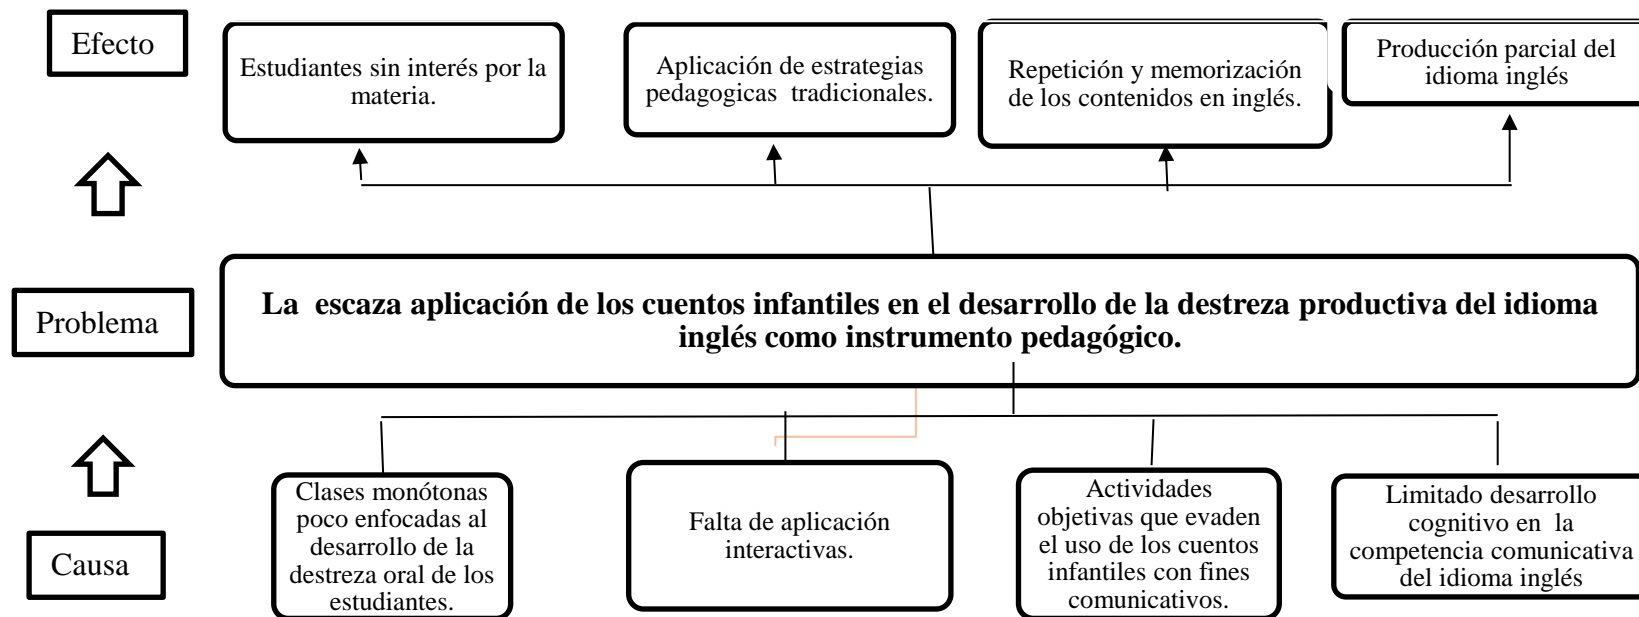 Efecto
Estudiantes sin interés por la
materia.
Aplicación de estrategias
pedagogicas tradicionales.
Repetición y memorización
de los contenidos en inglés.
Producción parcial del
idioma inglés
Problema
La escaza aplicación de los cuentos infantiles en el desarrollo de la destreza productiva del idioma
inglés como instrumento pedagógico.
Causa
Clases monótonas
poco enfocadas al
desarrollo de la
destreza oral de los
estudiantes.
Falta de aplicación
interactivas.
Actividades
objetivas que evaden
el uso de los cuentos
infantiles con fines
comunicativos.
Limitado desarrollo
cognitivo en la
competencia comunicativa
del idioma inglés